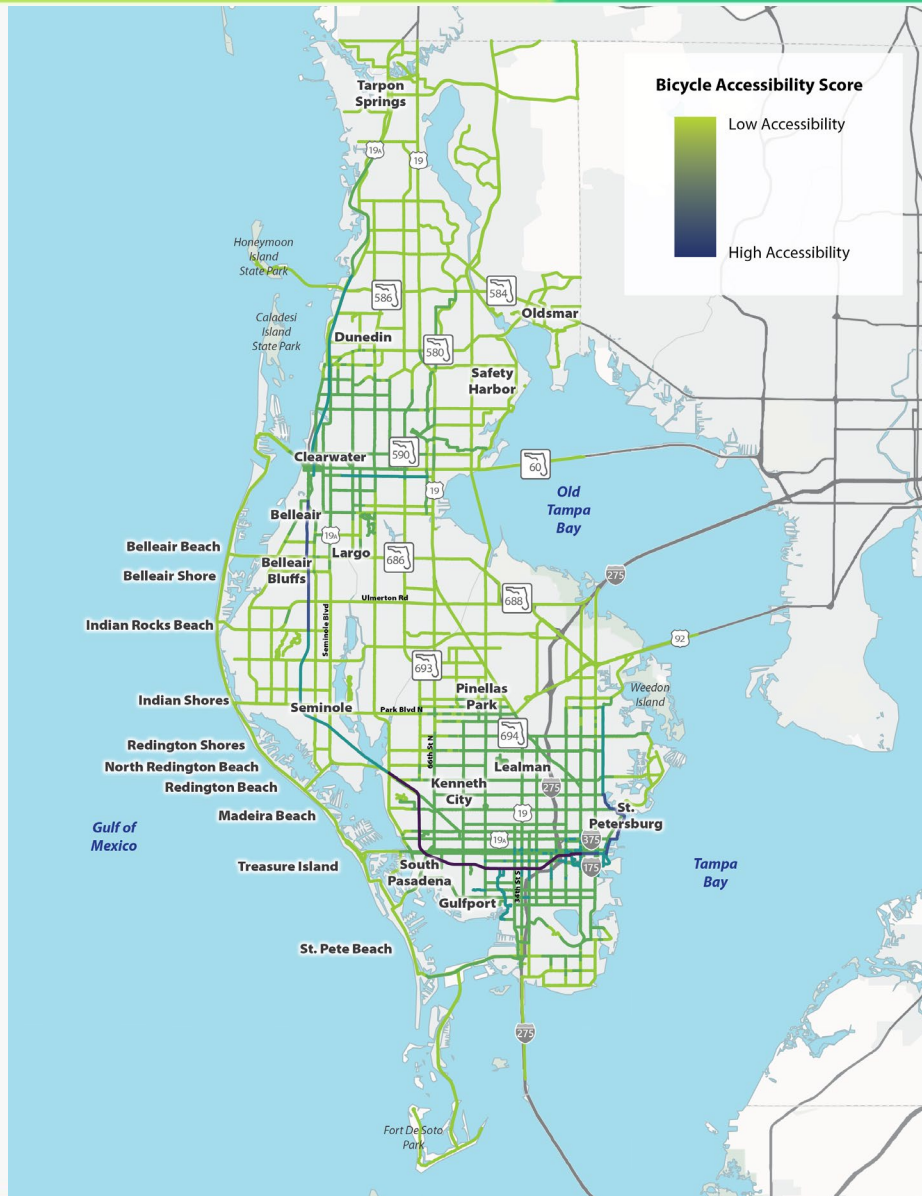 Bicycle Accessibility Score
Low Accessibility
High Accessibility
Tarpon
Springs
19A
19
Honeymoon
Island
State Park
586
584
Oldsmar
Caladesi
Island
State Park
Dunedin
580
Safety
Harbor
Clearwater
590
60
19
Old
Tampa
Bay
Belleair
19A
Largo
Belleair Beach
686
Belleair
Bluffs
Belleair Shore
275
Ulmerton Rd
688
Indian Rocks Beach
Seminole Blvd
92
693
Pinellas
Park
Weedon
Island
Indian Shores
Seminole
Park Blvd N
694
Redington Shores
66th St N
North Redington Beach
Lealman
Redington Beach
Kenneth
City
275
Madeira Beach
19
St.
Petersburg
Gulf of
Mexico
19A
375
Treasure Island
South
Pasadena
175
Tampa
Bay
34th St S
Gulfport
St. Pete Beach
275
Fort De Soto
Park